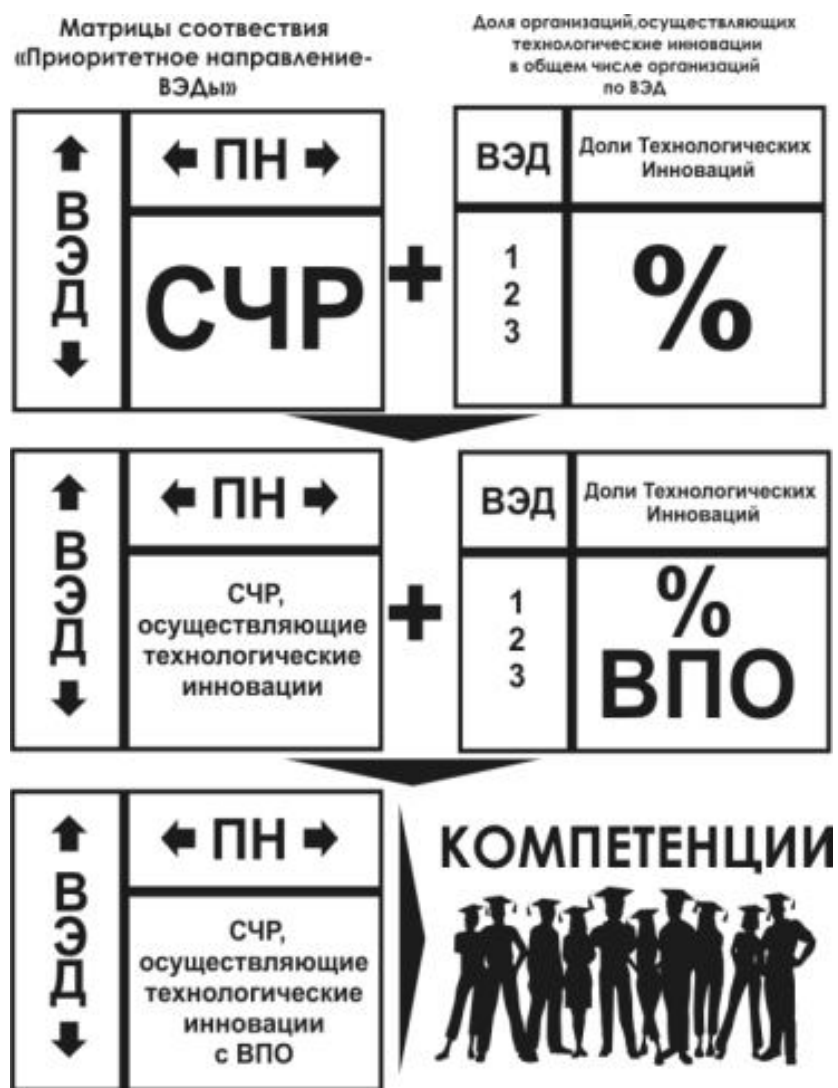 Матрицы соотвествия
«Приоритетное направление-
ВЭДы»
Доля организаций,осуществляющих
технологические инновации
в общем числе организаций
по ВЭД
ВЭД
ПН
СЧР
+
ВЭД
Доли Технологических
Инноваций
1
2
3
%
ВЭД
ПН
СЧР,
осуществляющие
технологические
инновации
+
ВЭД
Доли Технологических
Инноваций
1
2
3
%
ВПО
ВЭД
ПН
СЧР,
осуществляющие
технологические
инновации
с ВПО
КОМПЕТЕНЦИИ